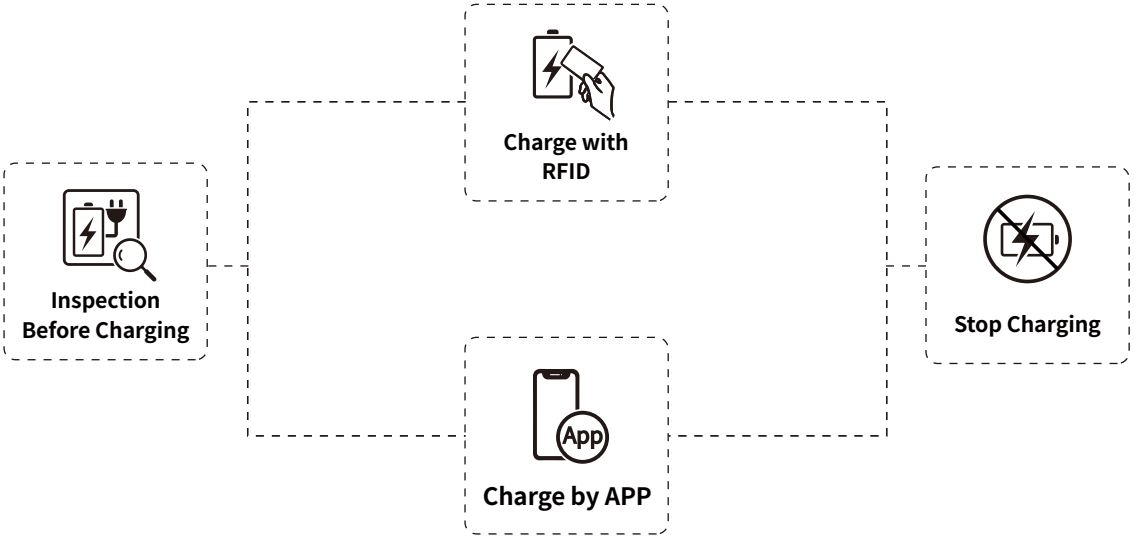 Charge with
RFID
Inspection
Before Charging
Stop Charging
App
Charge by APP